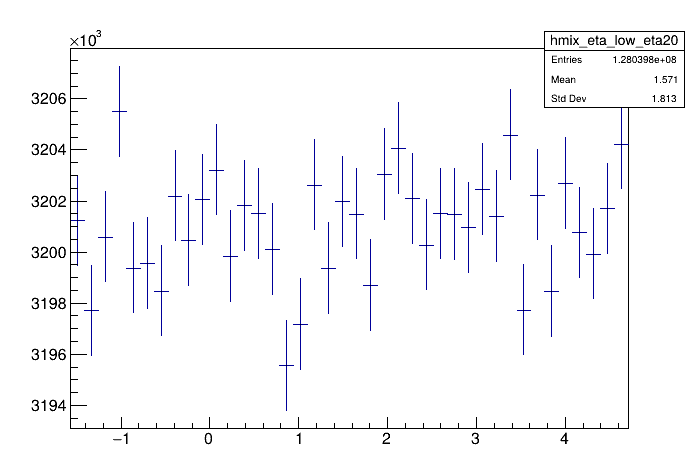 ×10³
hmix_eta_low_eta20
Entries 1.280398e+08
Mean 1.571
Std Dev 1.813
3206
3204
3202
3200
3198
3196
3194
−1 0 1 2 3 4